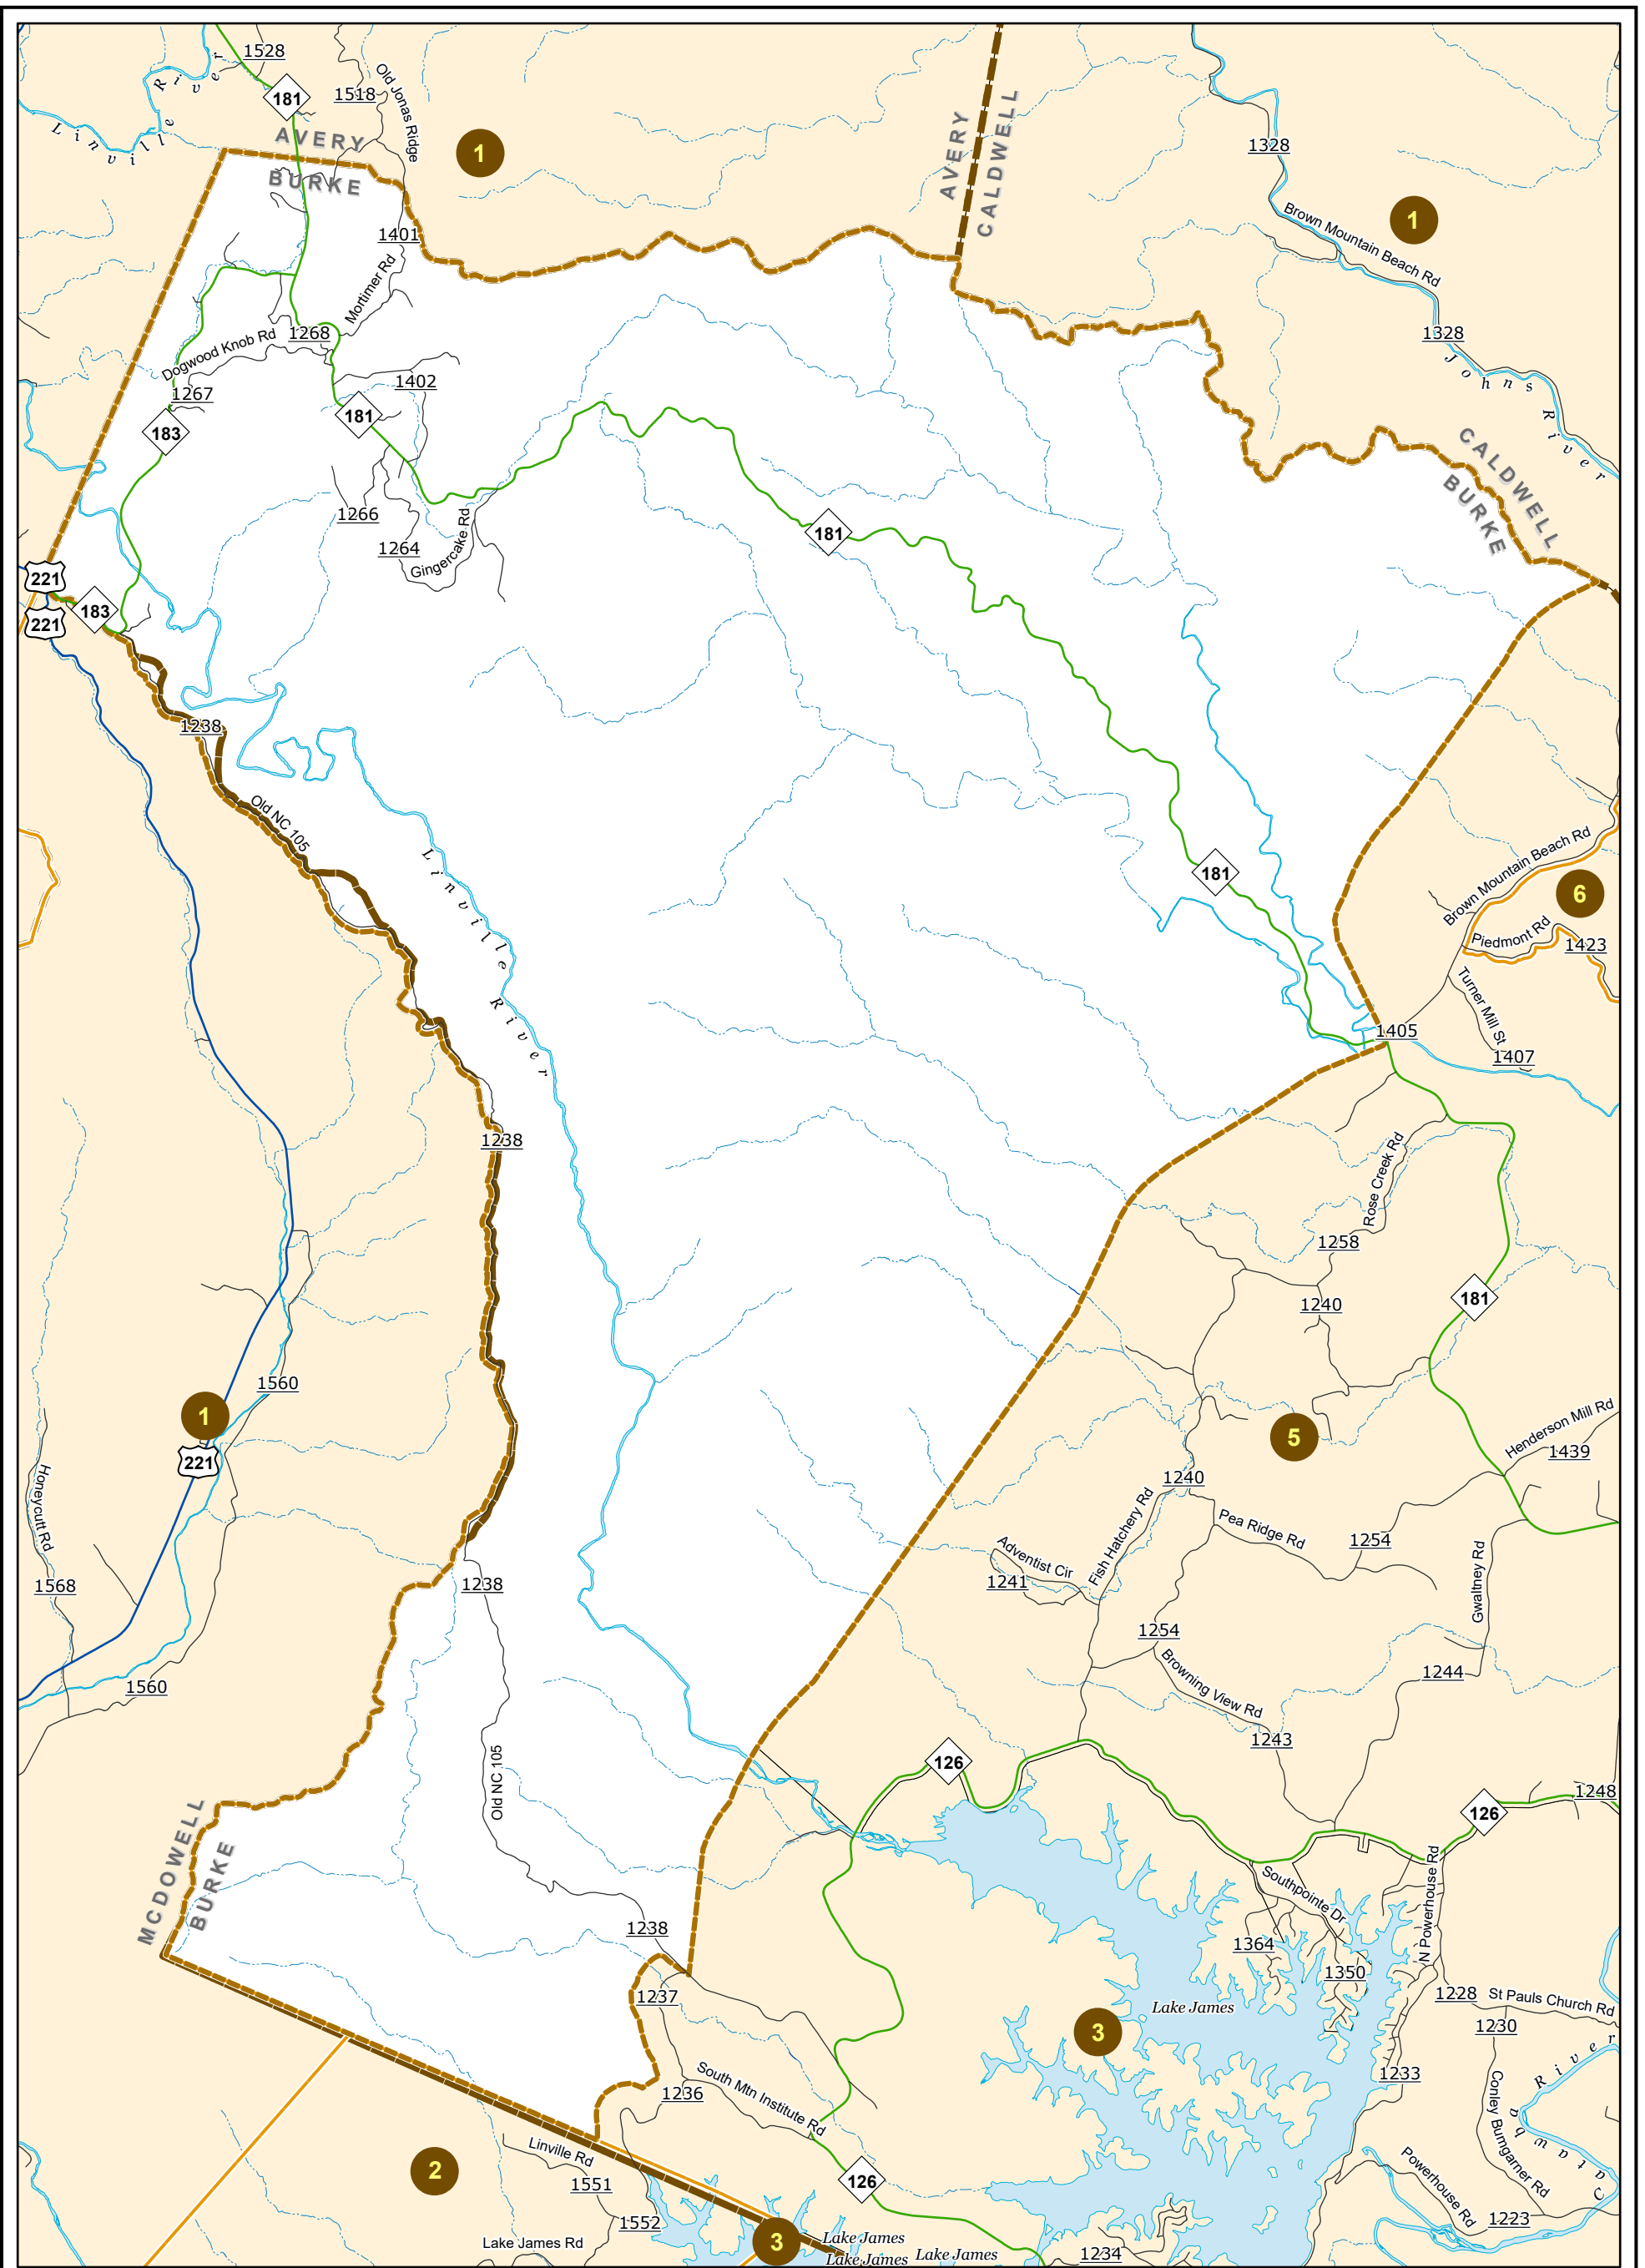 1528
181
1518
Old Jonas Ridge
Linville River
AVERY
BURKE
1
AVERY
CALDWELL
1328
1
Brown Mountain Beach Rd
1328
Johns River
1401
Mortimer Rd
1268
Dogwood Knob Rd
1267
1402
183
181
CALDWELL
BURKE
1266
1264
Gingercake Rd
181
221
183
221
1238
Old NC 105
Linville River
181
Brown Mountain Beach Rd
6
Piedmont Rd
1423
Turner Mill St
1405
1407
1238
Rose Creek Rd
1258
181
1240
1560
1
221
5
Henderson Mill Rd
1439
Honeycutt Rd
1568
1240
Pea Ridge Rd
1254
Fish Hatchery Rd
Adventist Cir
1241
Gwaltney Rd
1238
1254
Browning View Rd
1244
1243
1560
Old NC 105
126
126
1248
MCDOWELL
BURKE
Southpointe Dr
N Powerhouse Rd
1238
1364
1350
1237
Lake James
3
1228
St Pauls Church Rd
1230
1233
1236
South Mtn Institute Rd
Conley Bumgarner Rd
River
Linville Rd
1551
2
126
Powerhouse Rd
1223
1552
Lake James Rd
3
Lake James
Lake James
Lake James
1234